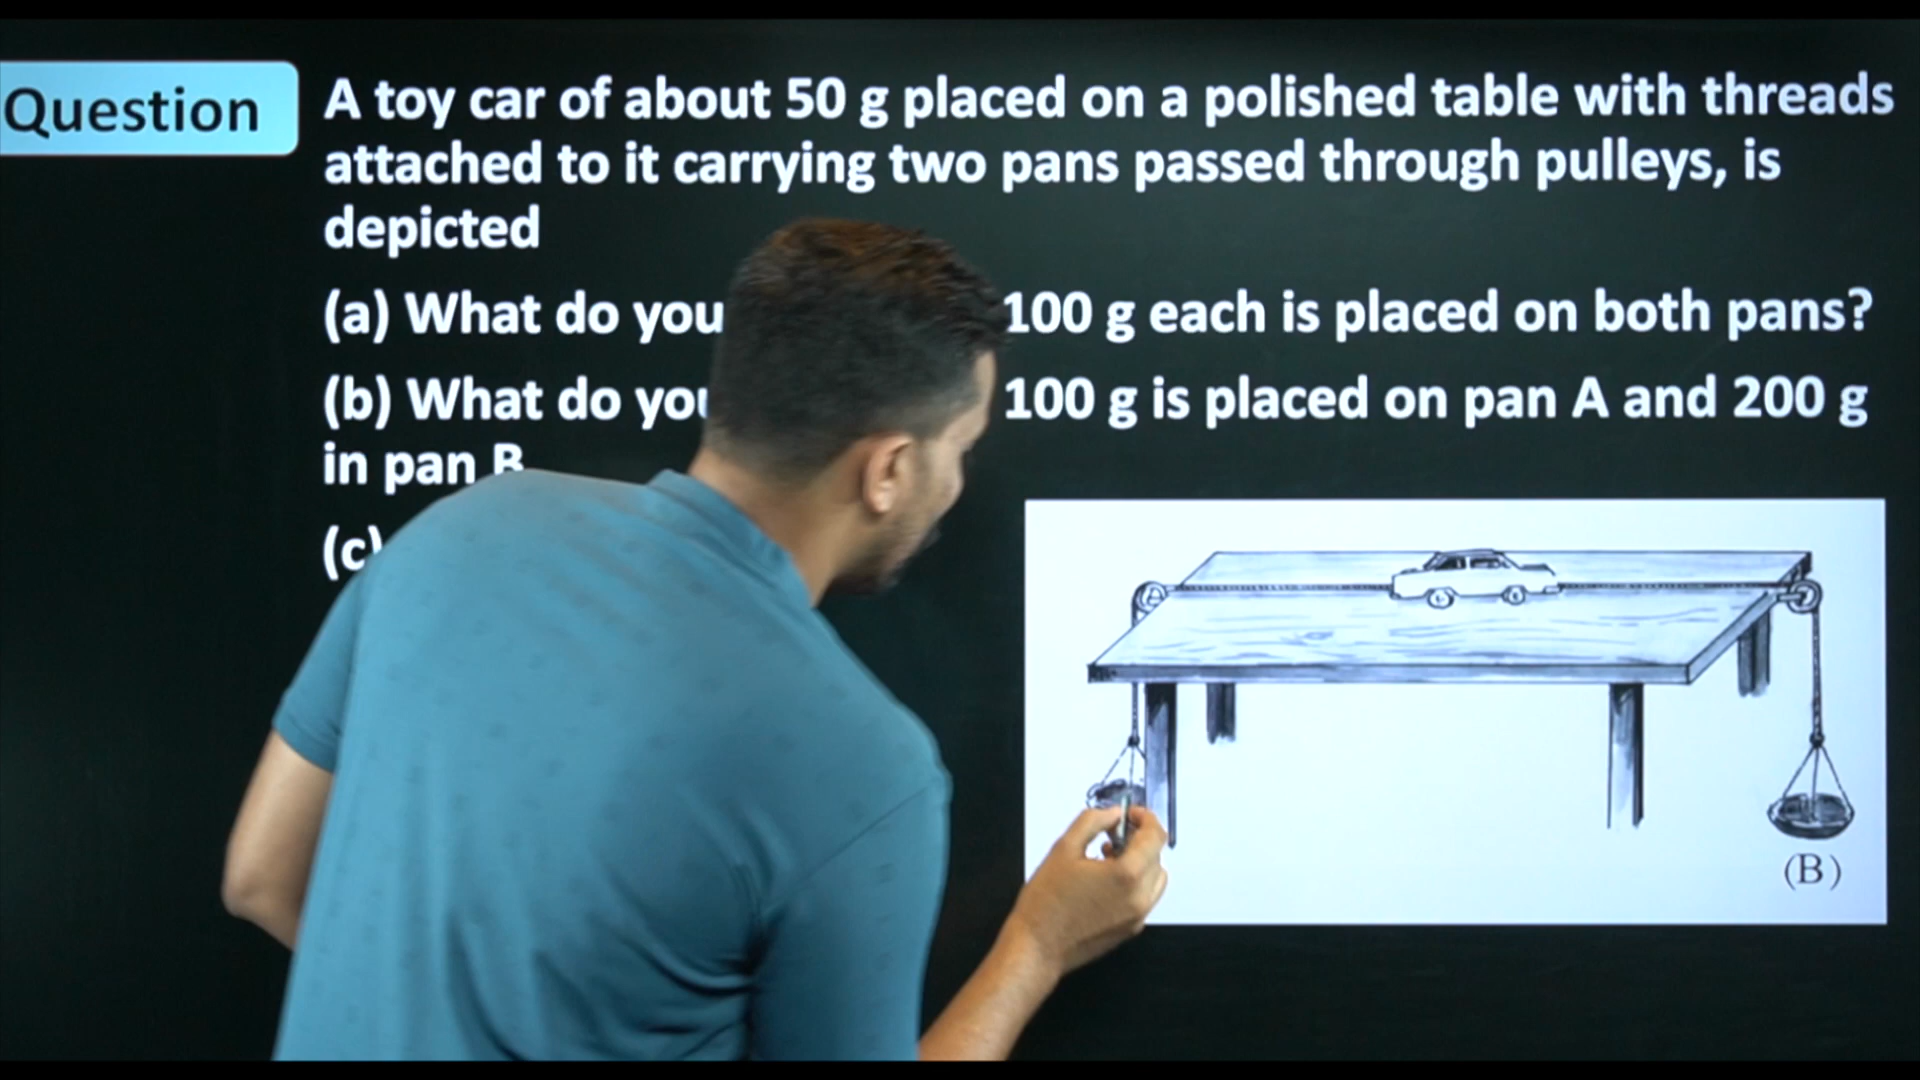 Question
A toy car of about 50 g placed on a polished table with threads
attached to it carrying two pans passed through pulleys, is
depicted
(a) What do you 100 g each is placed on both pans?
(b) What do you 100 g is placed on pan A and 200 g
in pan B
(c)
(B)